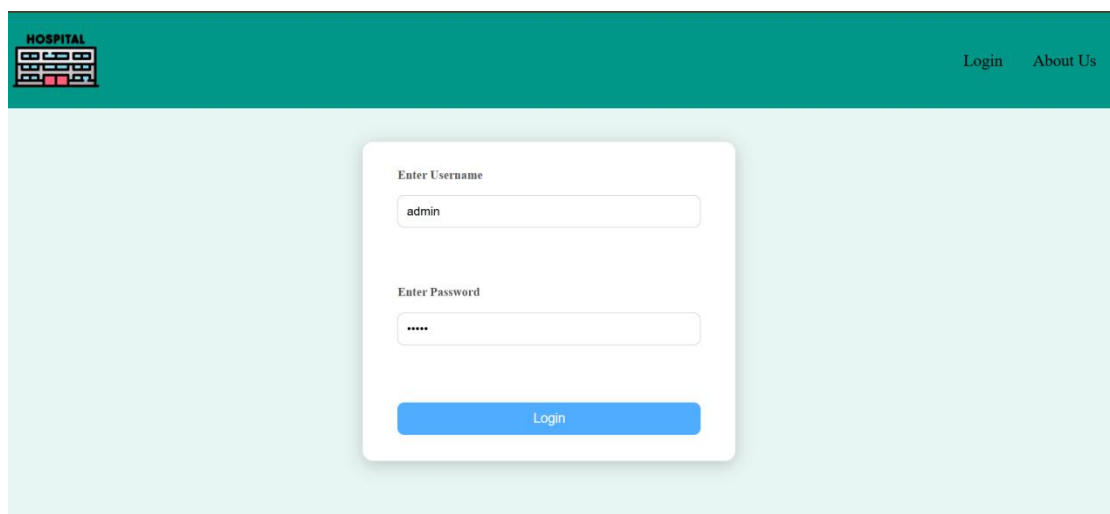 HOSPITAL
Login About Us
Enter Username
admin
Enter Password
•••••
Login